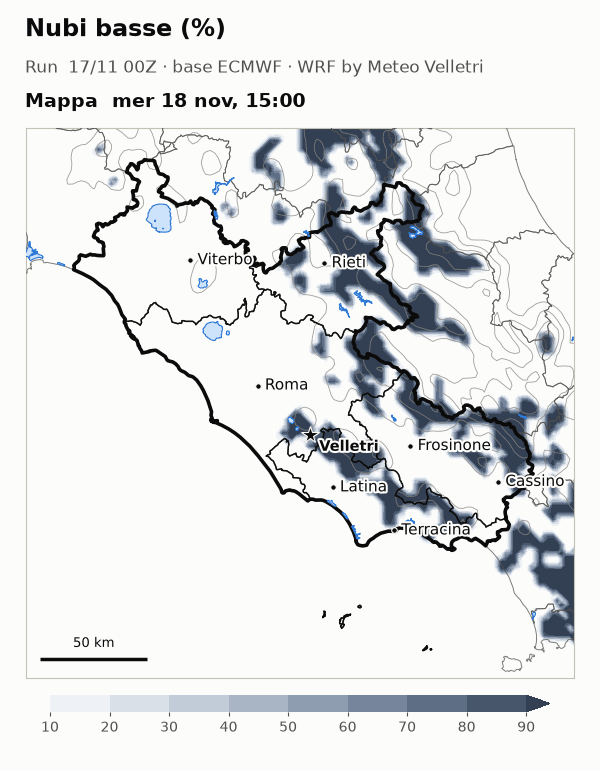 Nubi basse (%)
Run  17/11 00Z · base ECMWF · WRF by Meteo Velletri
Mappa  mer 18 nov, 15:00
Viterbo
Rieti
Roma
Velletri
Frosinone
Cassino
Latina
Terracina
50 km
10 20 30 40 50 60 70 80 90